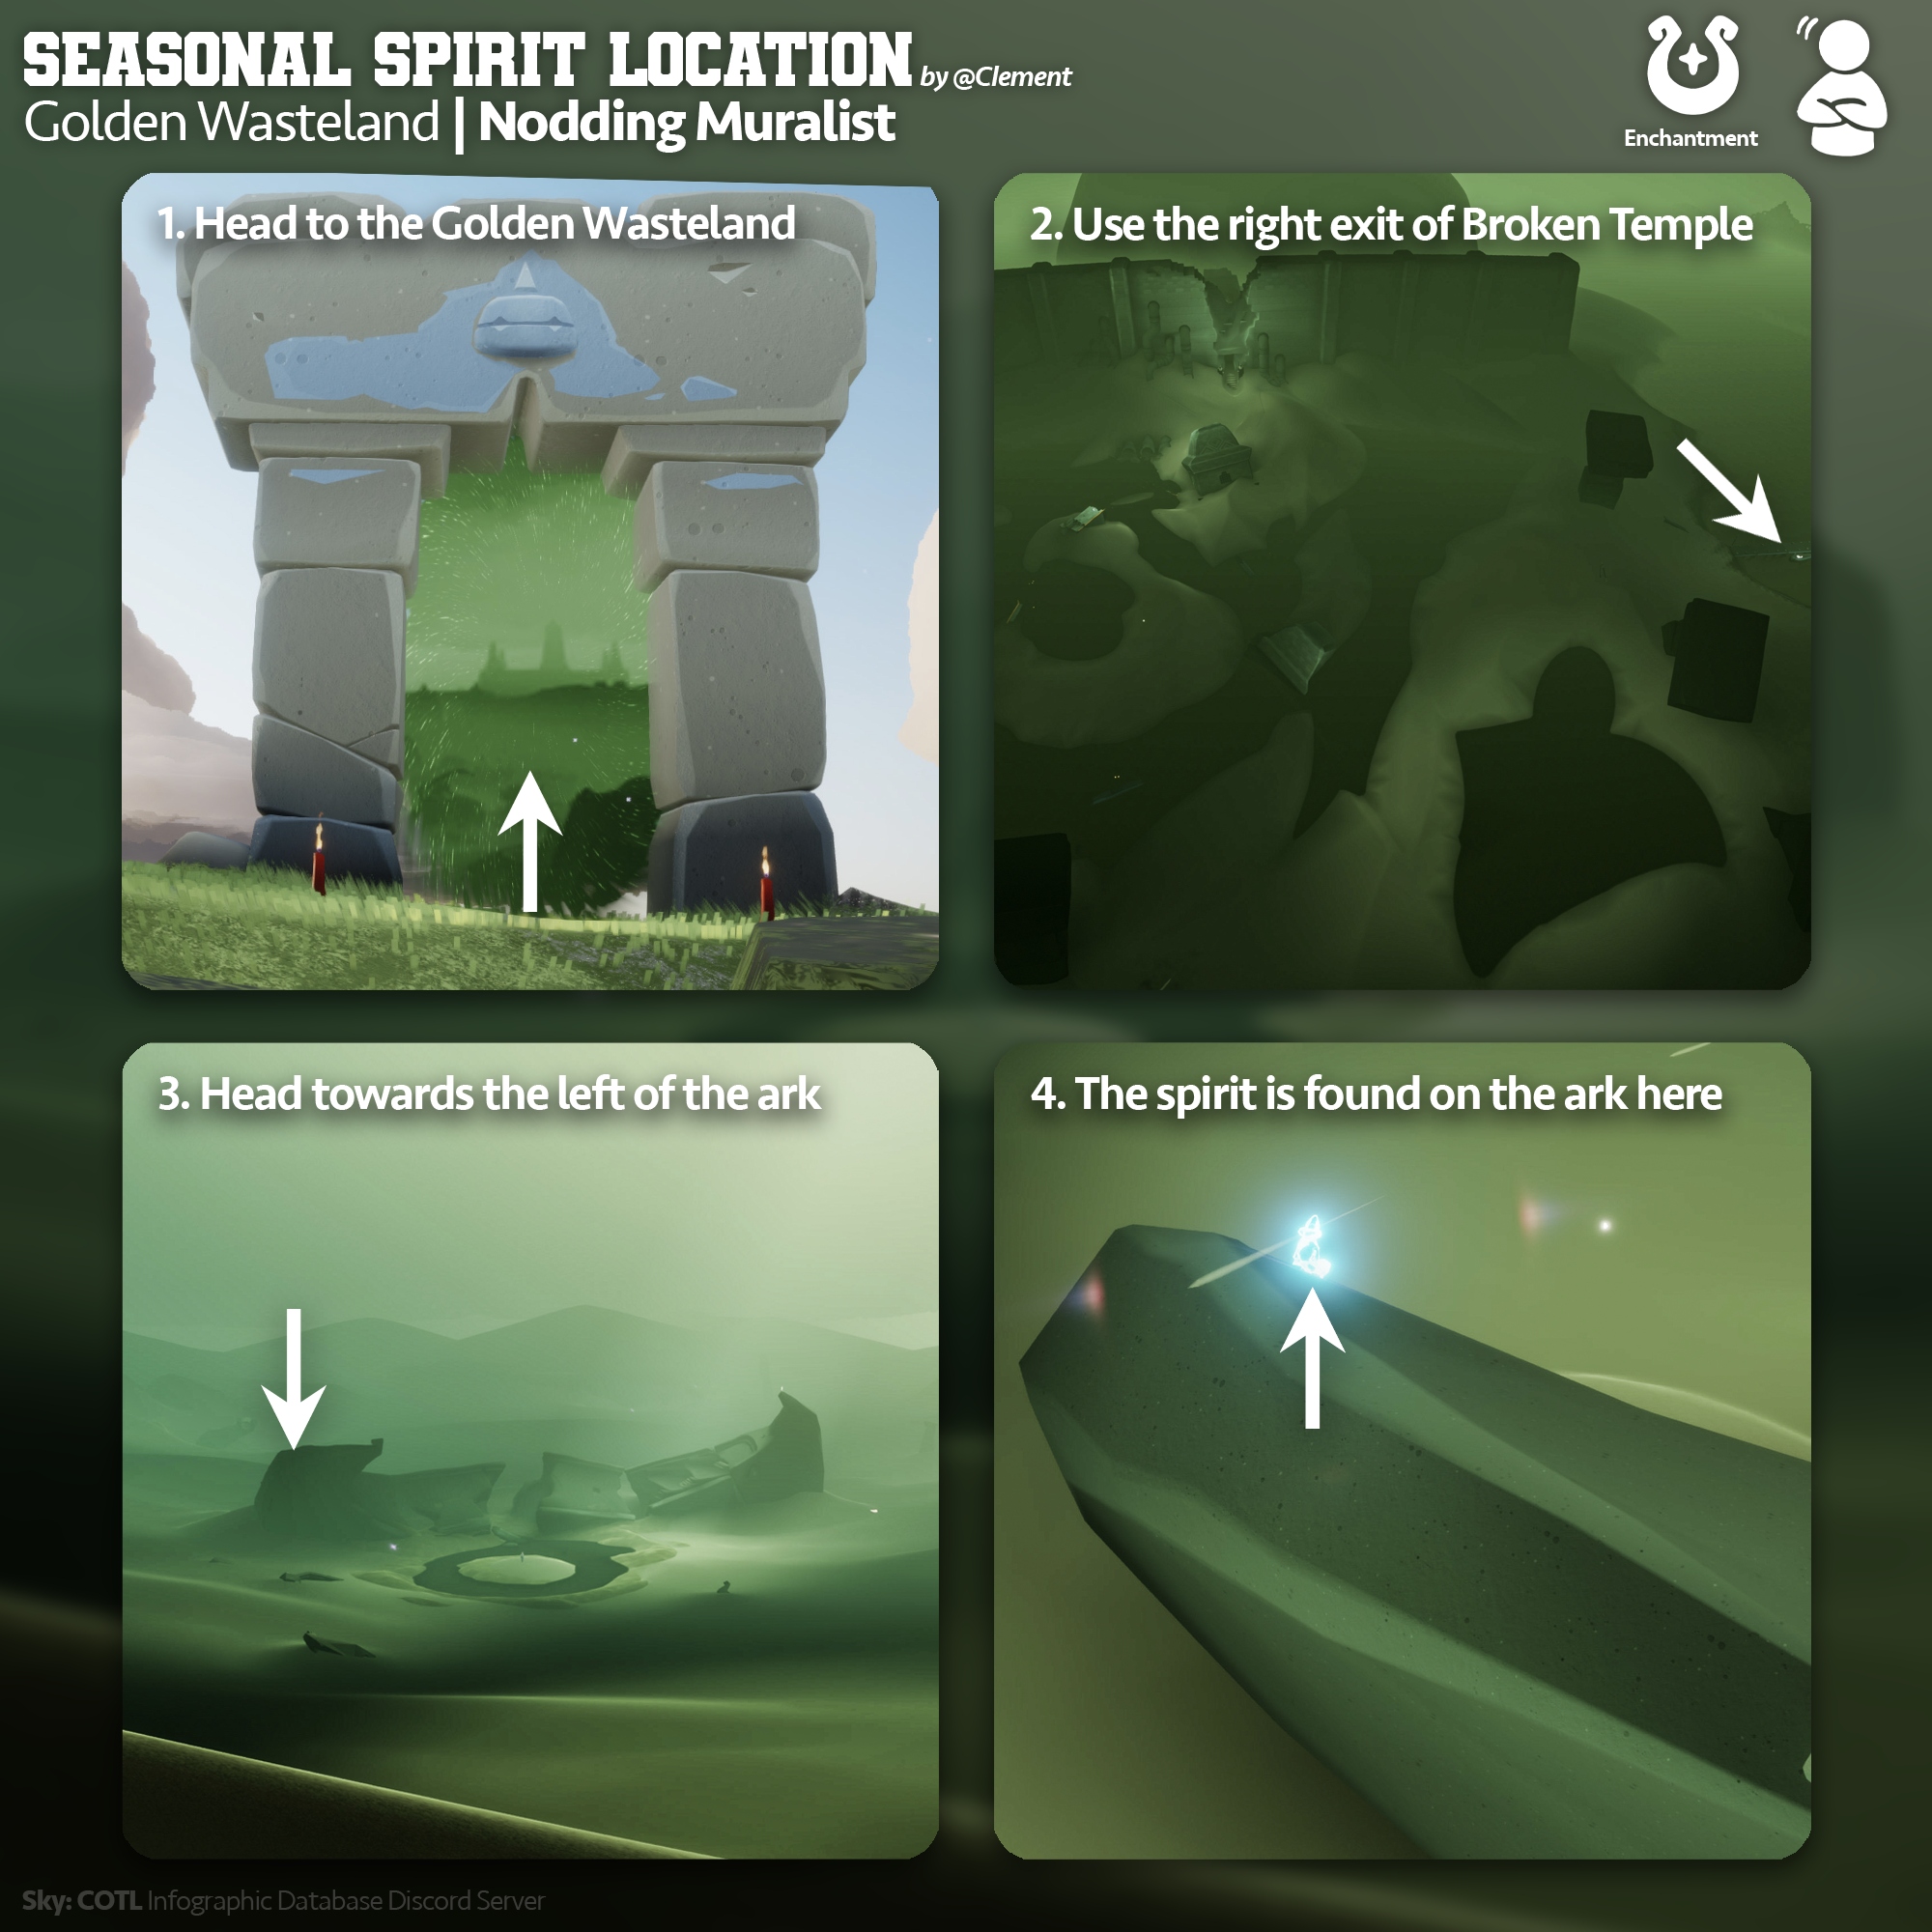 SEASONAL SPIRIT LOCATION by @Clement
Golden Wasteland | Nodding Muralist
Enchantment
1. Head to the Golden Wasteland
2. Use the right exit of Broken Temple
3. Head towards the left of the ark
4. The spirit is found on the ark here
Sky: COTL Infographic Database Discord Server